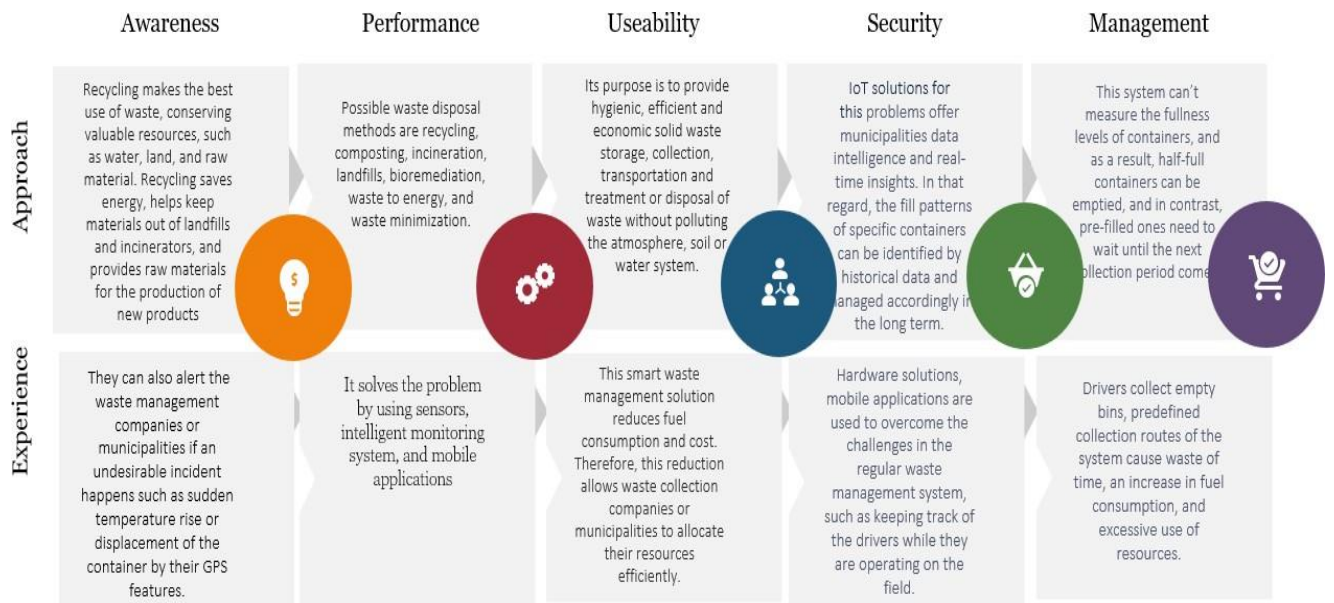 Awareness
Performance
Useability
Security
Management
Approach
Recycling makes the best
use of waste, conserving
valuable resources, such
as water, land, and raw
material. Recycling saves
energy, helps keep
materials out of landfills
and incinerators, and
provides raw materials
for the production of
new products
Possible waste disposal
methods are recycling,
composting, incineration,
landfills, bioremediation,
waste to energy, and
waste minimization.
Its purpose is to provide
hygienic, efficient and
economic solid waste
storage, collection,
transportation and
treatment or disposal of
waste without polluting
the atmosphere, soil or
water system.
IoT solutions for
this problems offer
municipalities data
intelligence and real-
time insights. In that
regard, the fill patterns
of specific containers
can be identified by
historical data and
managed accordingly in
the long term.
This system can't
measure the fullness
levels of containers, and
as a result, half-full
containers can be
emptied, and in contrast,
pre-filled ones need to
wait until the next
collection period come
$
Experience
They can also alert the
waste management
companies or
municipalities if an
undesirable incident
happens such as sudden
temperature rise or
displacement of the
container by their GPS
features.
It solves the problem
by using sensors,
intelligent monitoring
system, and mobile
applications
This smart waste
management solution
reduces fuel
consumption and cost.
Therefore, this reduction
allows waste collection
companies or
municipalities to allocate
their resources
efficiently.
Hardware solutions,
mobile applications are
used to overcome the
challenges in the
regular waste
management system,
such as keeping track of
the drivers while they
are operating on the
field.
Drivers collect empty
bins, predefined
collection routes of the
system cause waste of
time, an increase in fuel
consumption, and
excessive use of
resources.